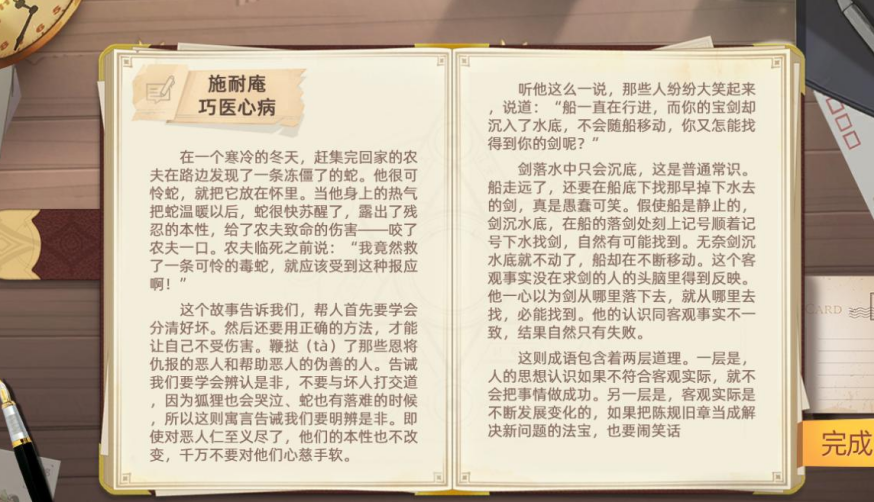 施耐庵
巧医心病
在一个寒冷的冬天，赶集完回家的农
夫在路边发现了一条冻僵了的蛇。他很可
怜蛇，就把它放在怀里。当他身上的热气
把蛇温暖以后，蛇很快苏醒了，露出了残
忍的本性，给了农夫致命的伤害——咬了
农夫一口。农夫临死之前说：“我竟然救
了一条可怜的毒蛇，就应该受到这种报应
啊！”
这个故事告诉我们，帮人首先要学会
分清好坏。然后还要用正确的方法，才能
让自己不受伤害。鞭挞（tà）了那些恩将
仇报的恶人和帮助恶人的伪善的人。告诫
我们要学会辨认是非，不要与坏人打交道
，因为狐狸也会哭泣、蛇也有落难的时候
，所以这则寓言告诫我们要明辨是非。即
使对恶人仁至义尽了，他们的本性也不改
变，千万不要对他们心慈手软。
听他这么一说，那些人纷纷大笑起来
，说道：“船一直在行进，而你的宝剑却
沉入了水底，不会随船移动，你又怎能找
得到你的剑呢？”
剑落水中只会沉底，这是普通常识。
船走远了，还要在船底下找那早掉下水去
的剑，真是愚蠢可笑。假使船是静止的，
剑沉水底，在船的落剑处刻上记号顺着记
号下水找剑，自然有可能找到。无奈剑沉
水底就不动了，船却在不断移动。这个客
观事实没在求剑的人的头脑里得到反映。
他一心以为剑从哪里落下去，就从哪里去
找，必能找到。他的认识同客观事实不一
致，结果自然只有失败。
这则成语包含着两层道理。一层是，
人的思想认识如果不符合客观实际，就不
会把事情做成功。另一层是，客观实际是
不断发展变化的，如果把陈规旧章当成解
决新问题的法宝，也要闹笑话
CARD
完成